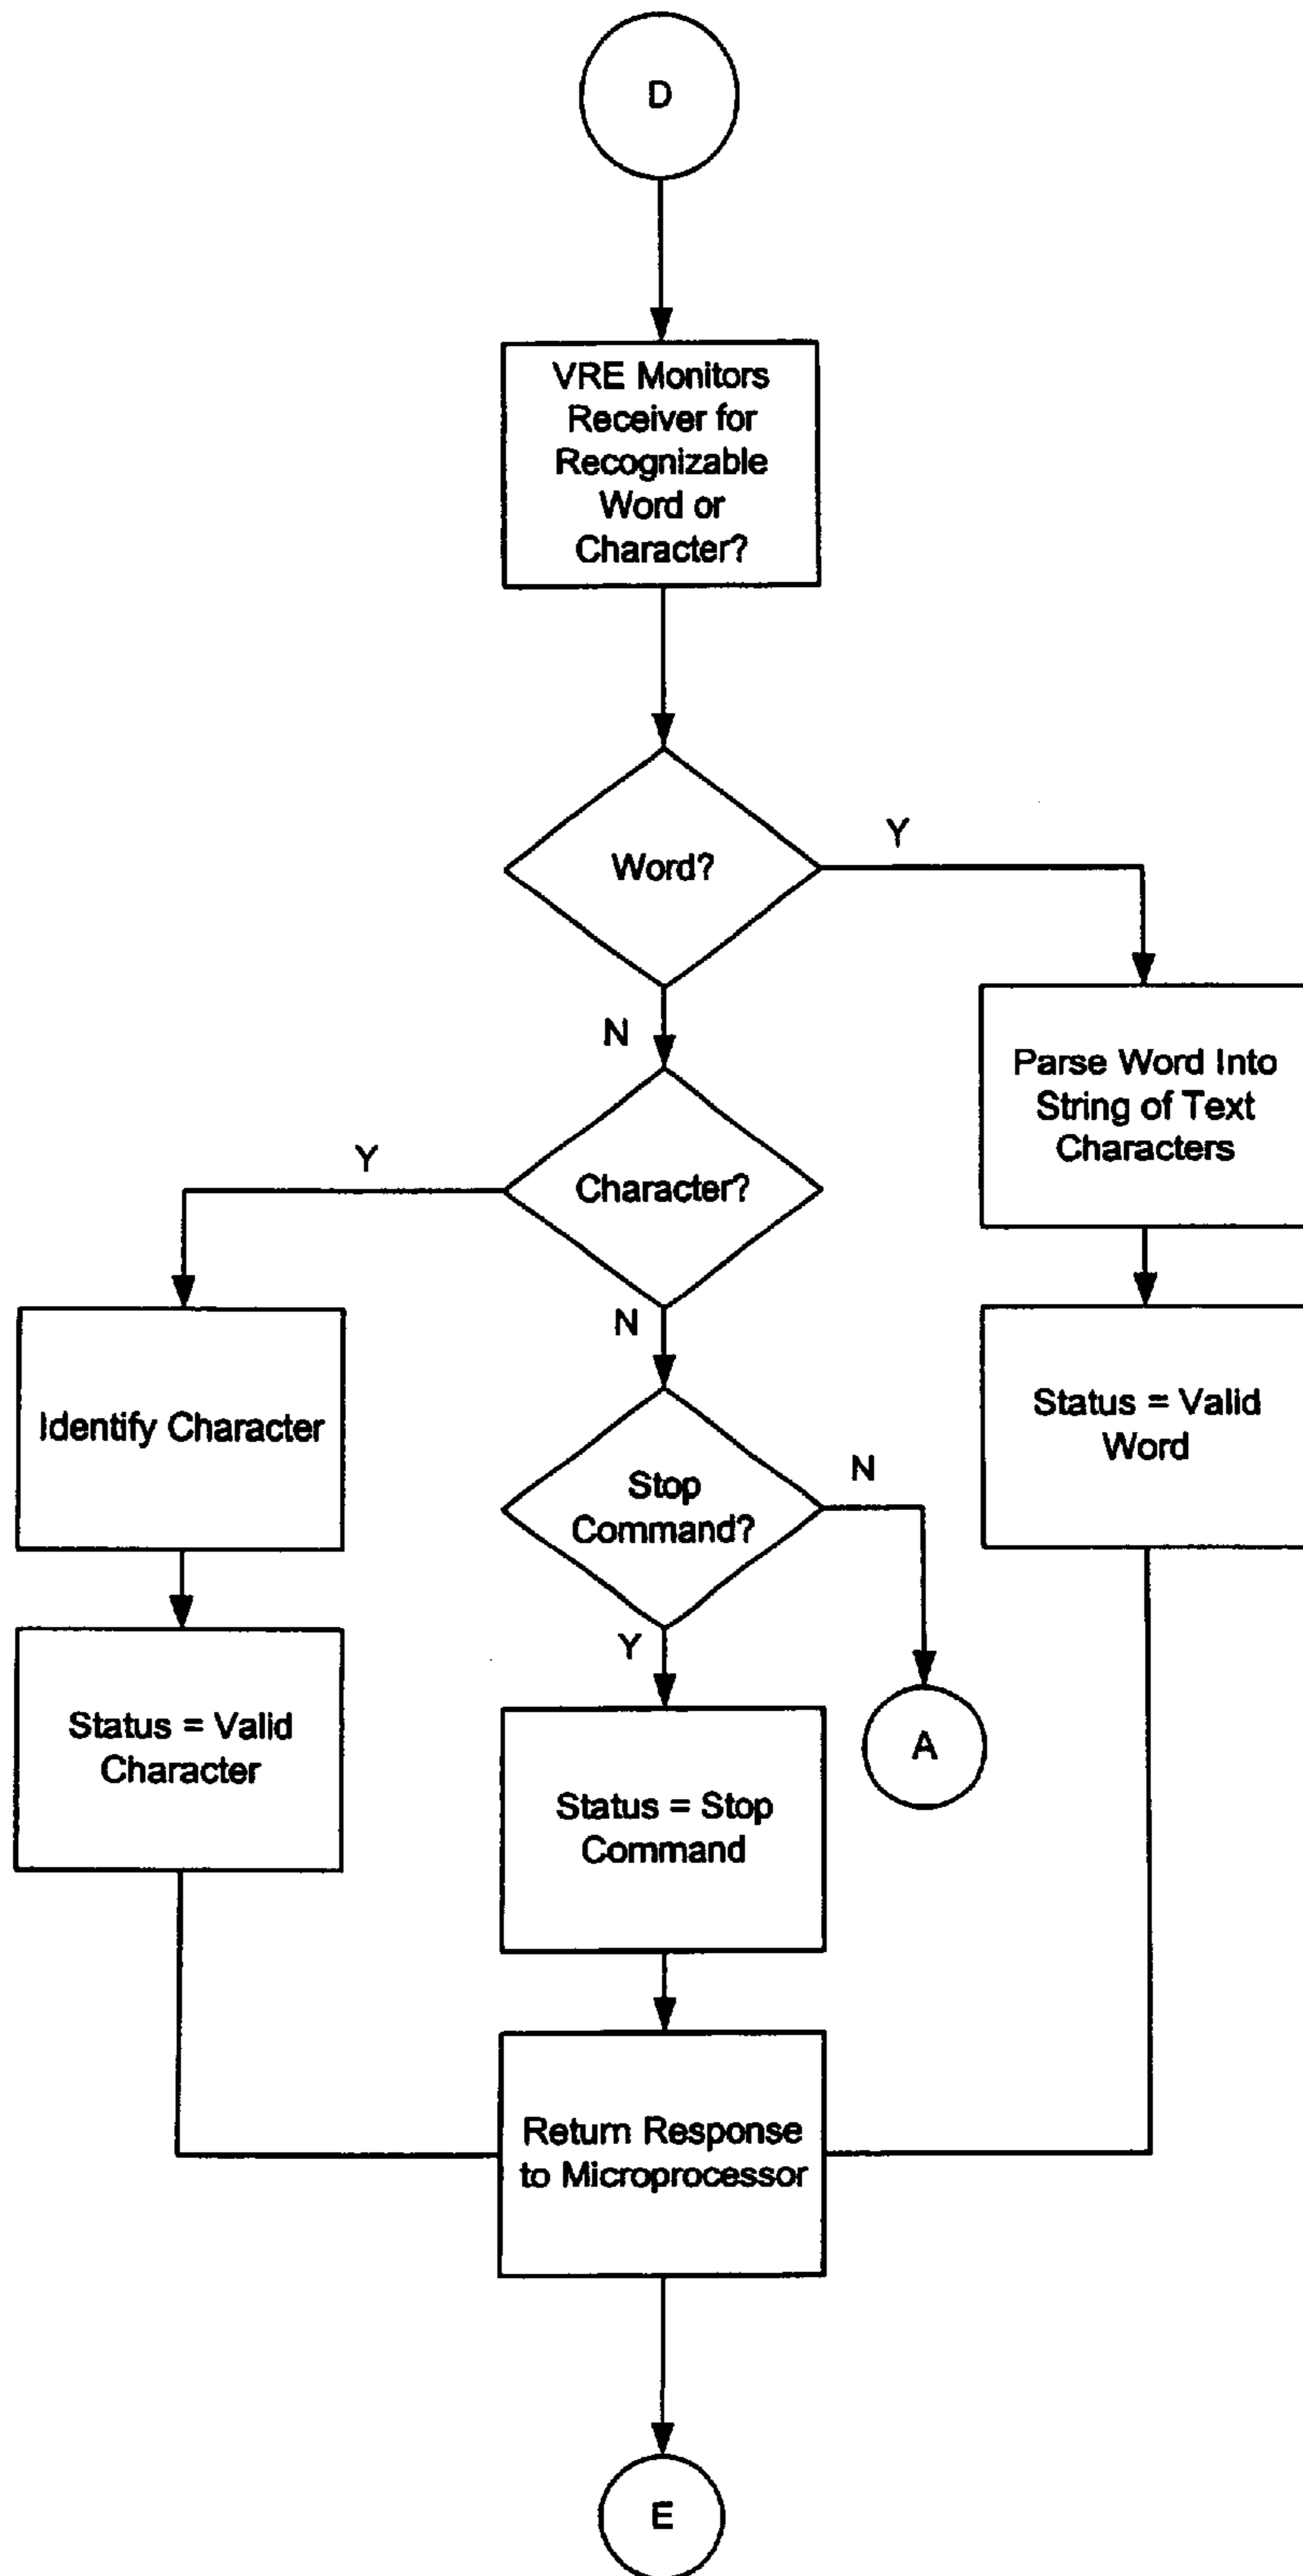 D
VRE Monitors
Receiver for
Recognizable
Word or
Character?
Word?
Y
N
Parse Word Into
String of Text
Characters
Y
Character?
N
Identify Character
Stop
Command?
N
Status = Valid
Word
Y
Status = Valid
Character
A
Status = Stop
Command
Return Response
to Microprocessor
E